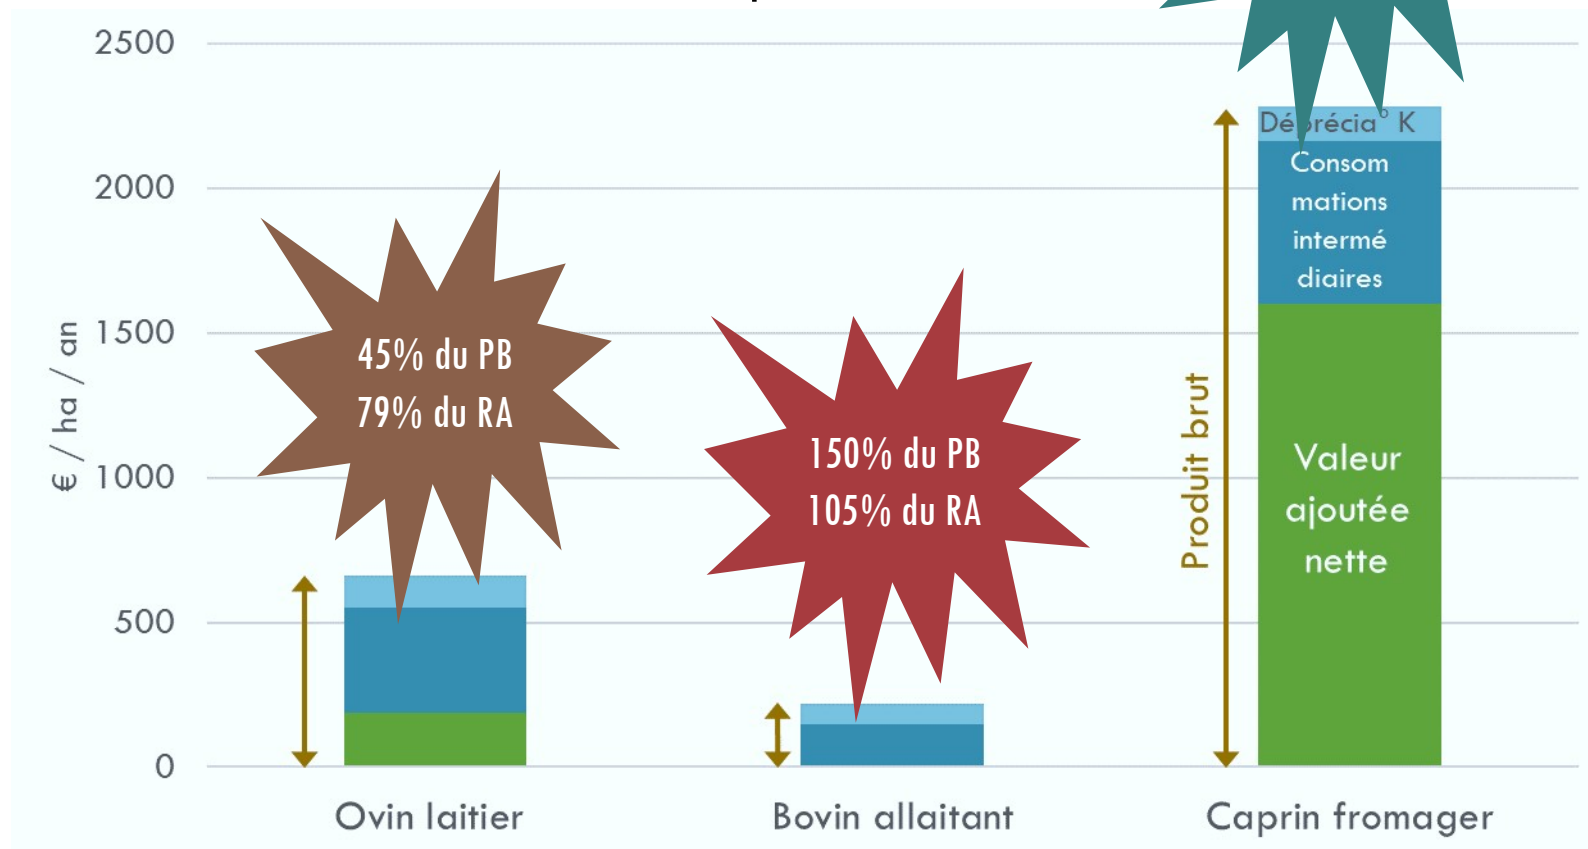 2500
2000
1500
1000
500
0
€ / ha / an
45% du PB
79% du RA
150% du PB
105% du RA
Produit brut
Déprécia° K
Consom
mations
intermé
diaires
Valeur
ajoutée
nette
Ovin laitier
Bovin allaitant
Caprin fromager